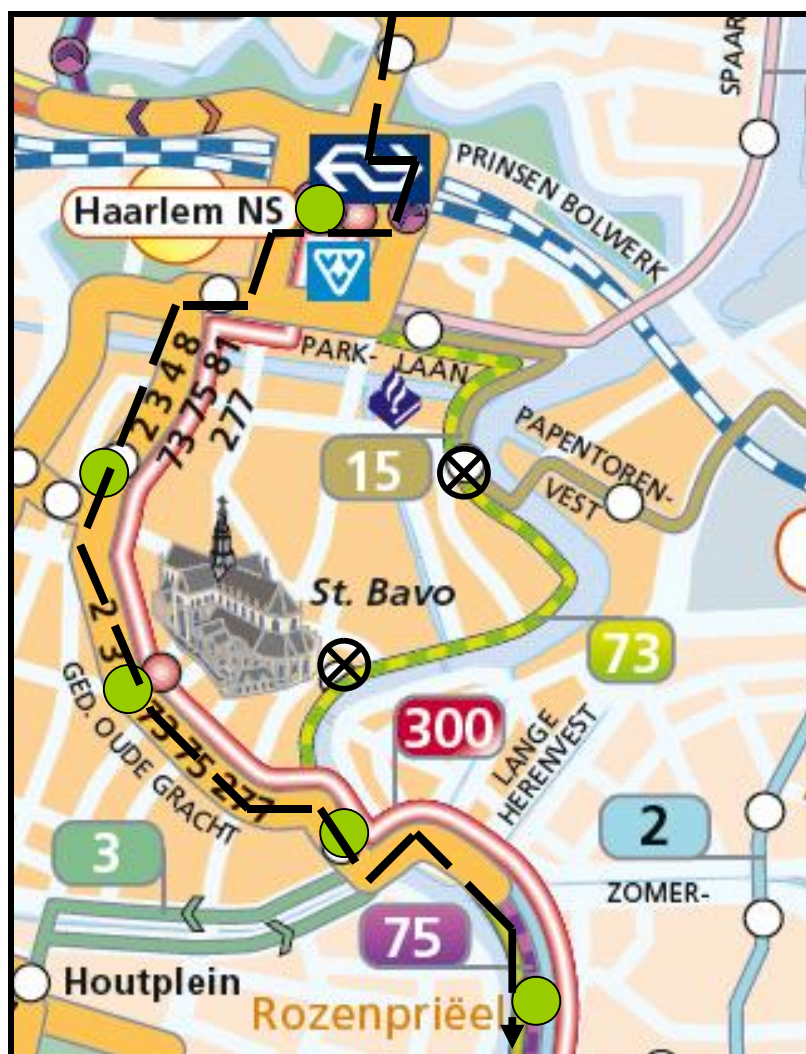 SPAAR
PRINSEN BOLWERK
Haarlem NS
PARK- LAAN
2 3 4 8
73 75 81
277
15
PAPENTOREN-
VEST
St. Bavo
2 3
73
GED. OUDE GRACHT
73 75 277
300
LANGE
HERENVEST
3
2
ZOMER-
75
Houtplein
Rozenprieël